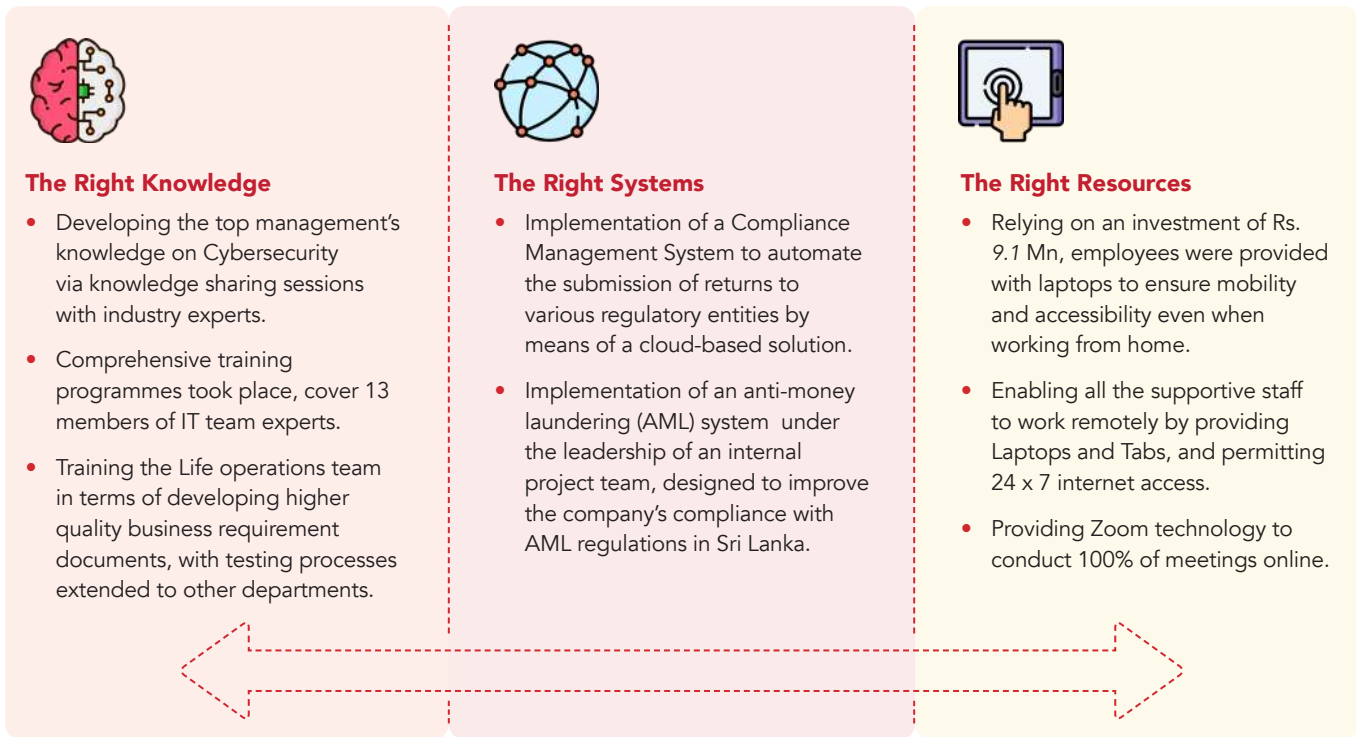 The Right Knowledge
• Developing the top management's
knowledge on Cybersecurity
via knowledge sharing sessions
with industry experts.
• Comprehensive training
programmes took place, cover 13
members of IT team experts.
• Training the Life operations team
in terms of developing higher
quality business requirement
documents, with testing processes
extended to other departments.
The Right Systems
• Implementation of a Compliance
Management System to automate
the submission of returns to
various regulatory entities by
means of a cloud-based solution.
• Implementation of an anti-money
laundering (AML) system under
the leadership of an internal
project team, designed to improve
the company's compliance with
AML regulations in Sri Lanka.
The Right Resources
• Relying on an investment of Rs.
9.1 Mn, employees were provided
with laptops to ensure mobility
and accessibility even when
working from home.
• Enabling all the supportive staff
to work remotely by providing
Laptops and Tabs, and permitting
24 x 7 internet access.
• Providing Zoom technology to
conduct 100% of meetings online.